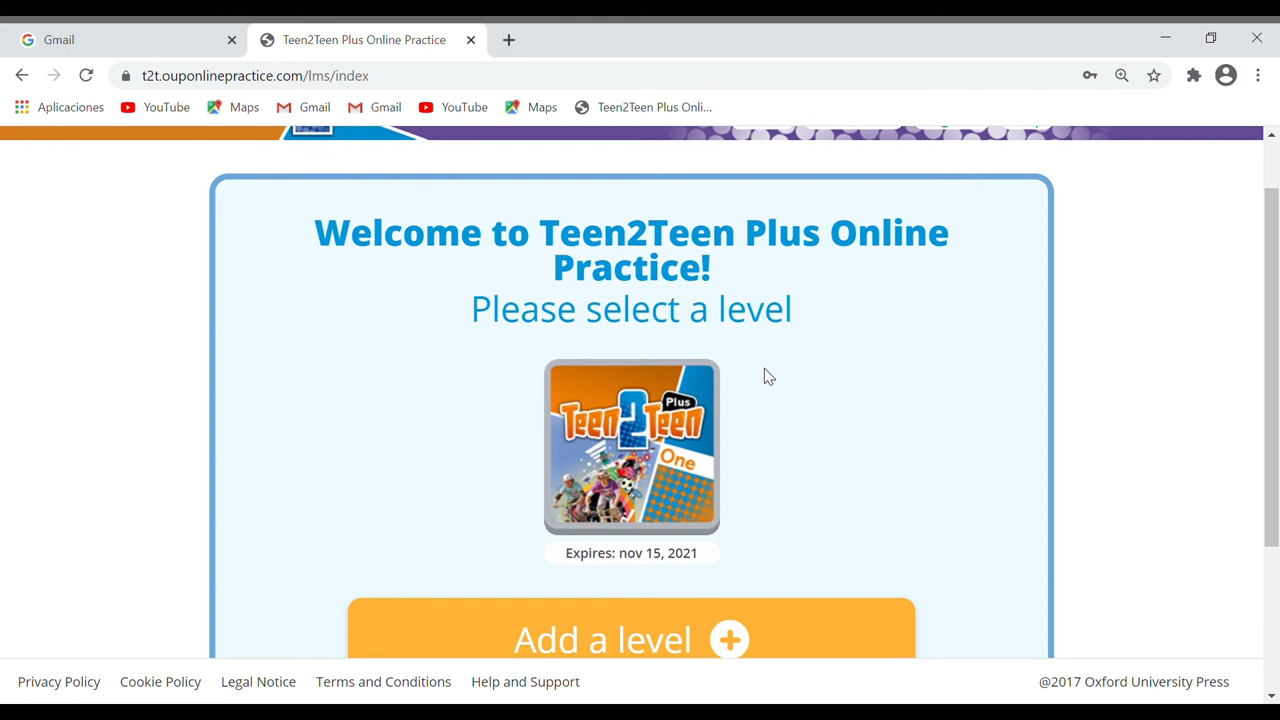 Gmail
Teen2Teen Plus Online Practice
t2t.ouponlinepractice.com/lms/index
Aplicaciones YouTube Maps Gmail Gmail YouTube Maps Teen2Teen Plus Onli...
Welcome to Teen2Teen Plus Online
Practice!
Please select a level
Plus
Teen2Teen
One
Expires: nov 15, 2021
Add a level
Privacy Policy Cookie Policy Legal Notice Terms and Conditions Help and Support @2017 Oxford University Press